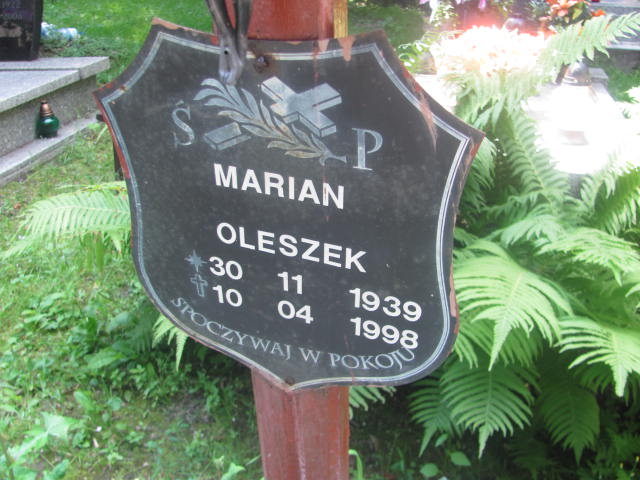 Ś P
MARIAN
OLESZEK
30 11 1939
10 04 1998
SPOCZYWAJ W POKOJU